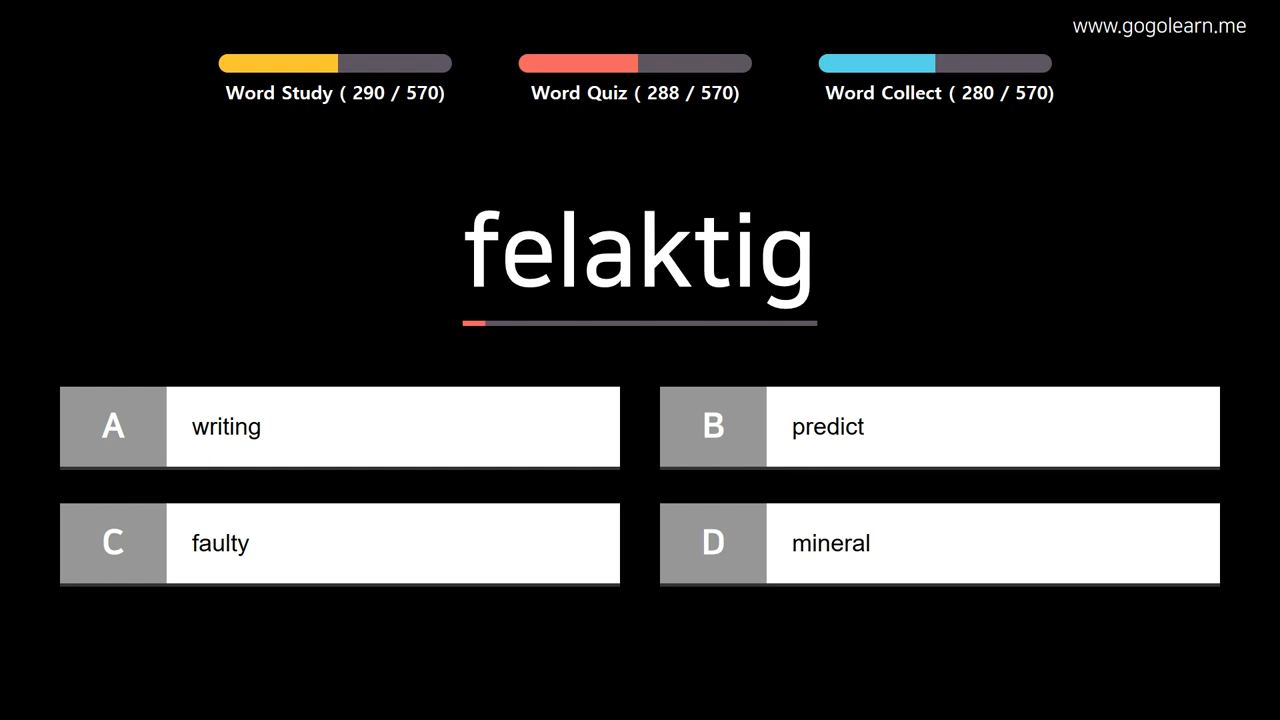 www.gogolearn.me
Word Study ( 290 / 570)
Word Quiz ( 288 / 570)
Word Collect ( 280 / 570)
felaktig
A writing
B predict
C faulty
D mineral